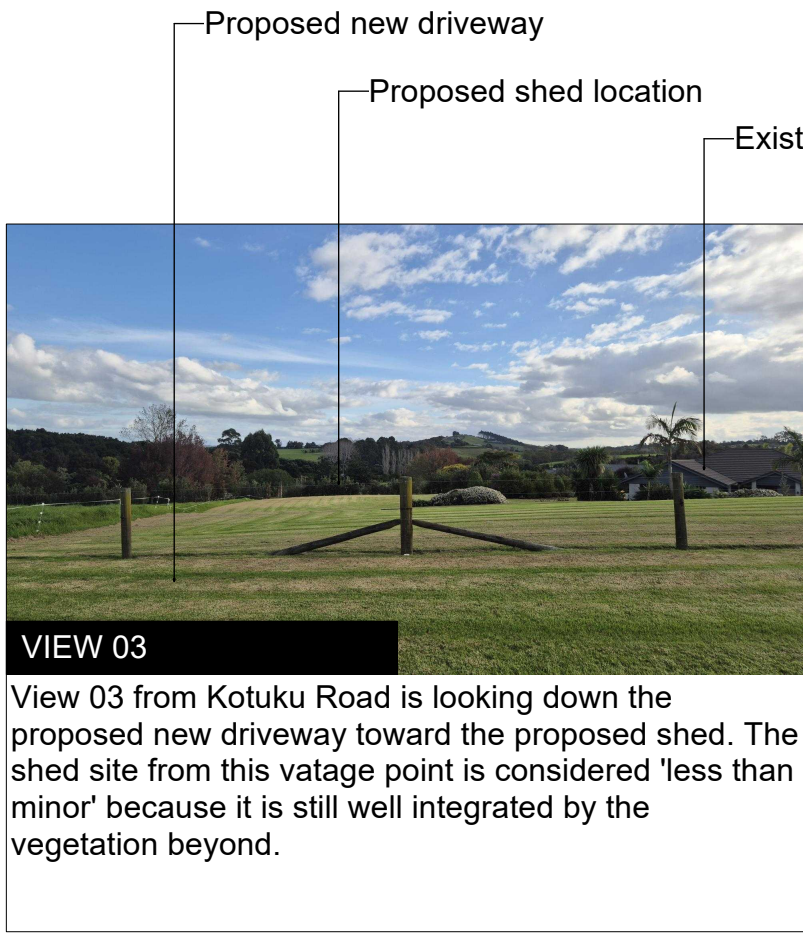 Proposed new driveway
Proposed shed location
Exist
VIEW 03
View 03 from Kotuku Road is looking down the
proposed new driveway toward the proposed shed. The
shed site from this vatage point is considered 'less than
minor' because it is still well integrated by the
vegetation beyond.